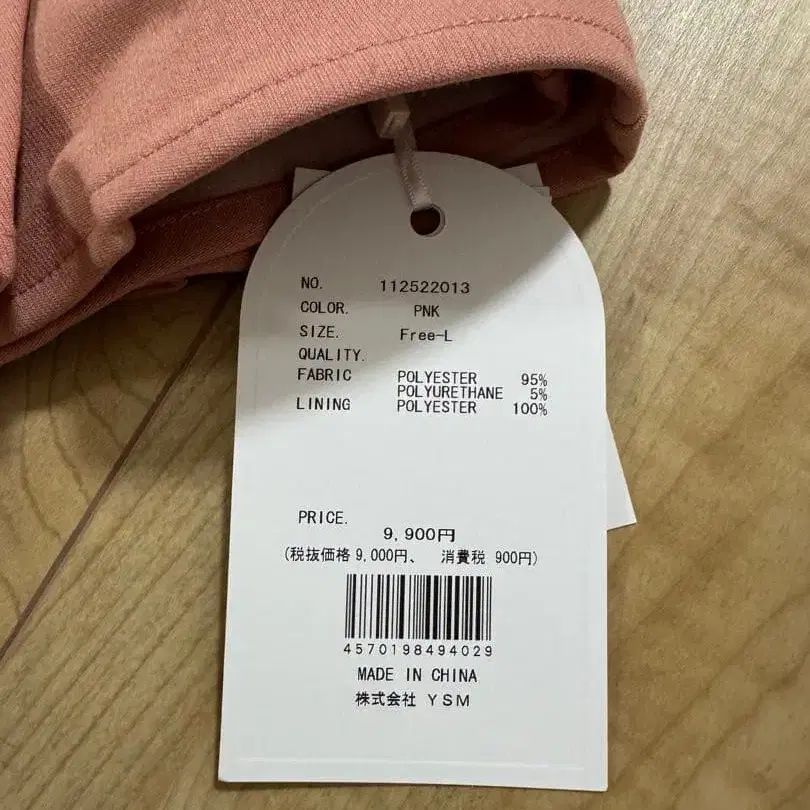 NO. 112522013
COLOR. PNK
SIZE. Free-L
QUALITY.
FABRIC POLYESTER 95%
POLYURETHANE 5%
LINING POLYESTER 100%
PRICE.
9,900円
(税抜価格 9,000円、 消費税 900円)
4570198494029
MADE IN CHINA
株式会社 YSM